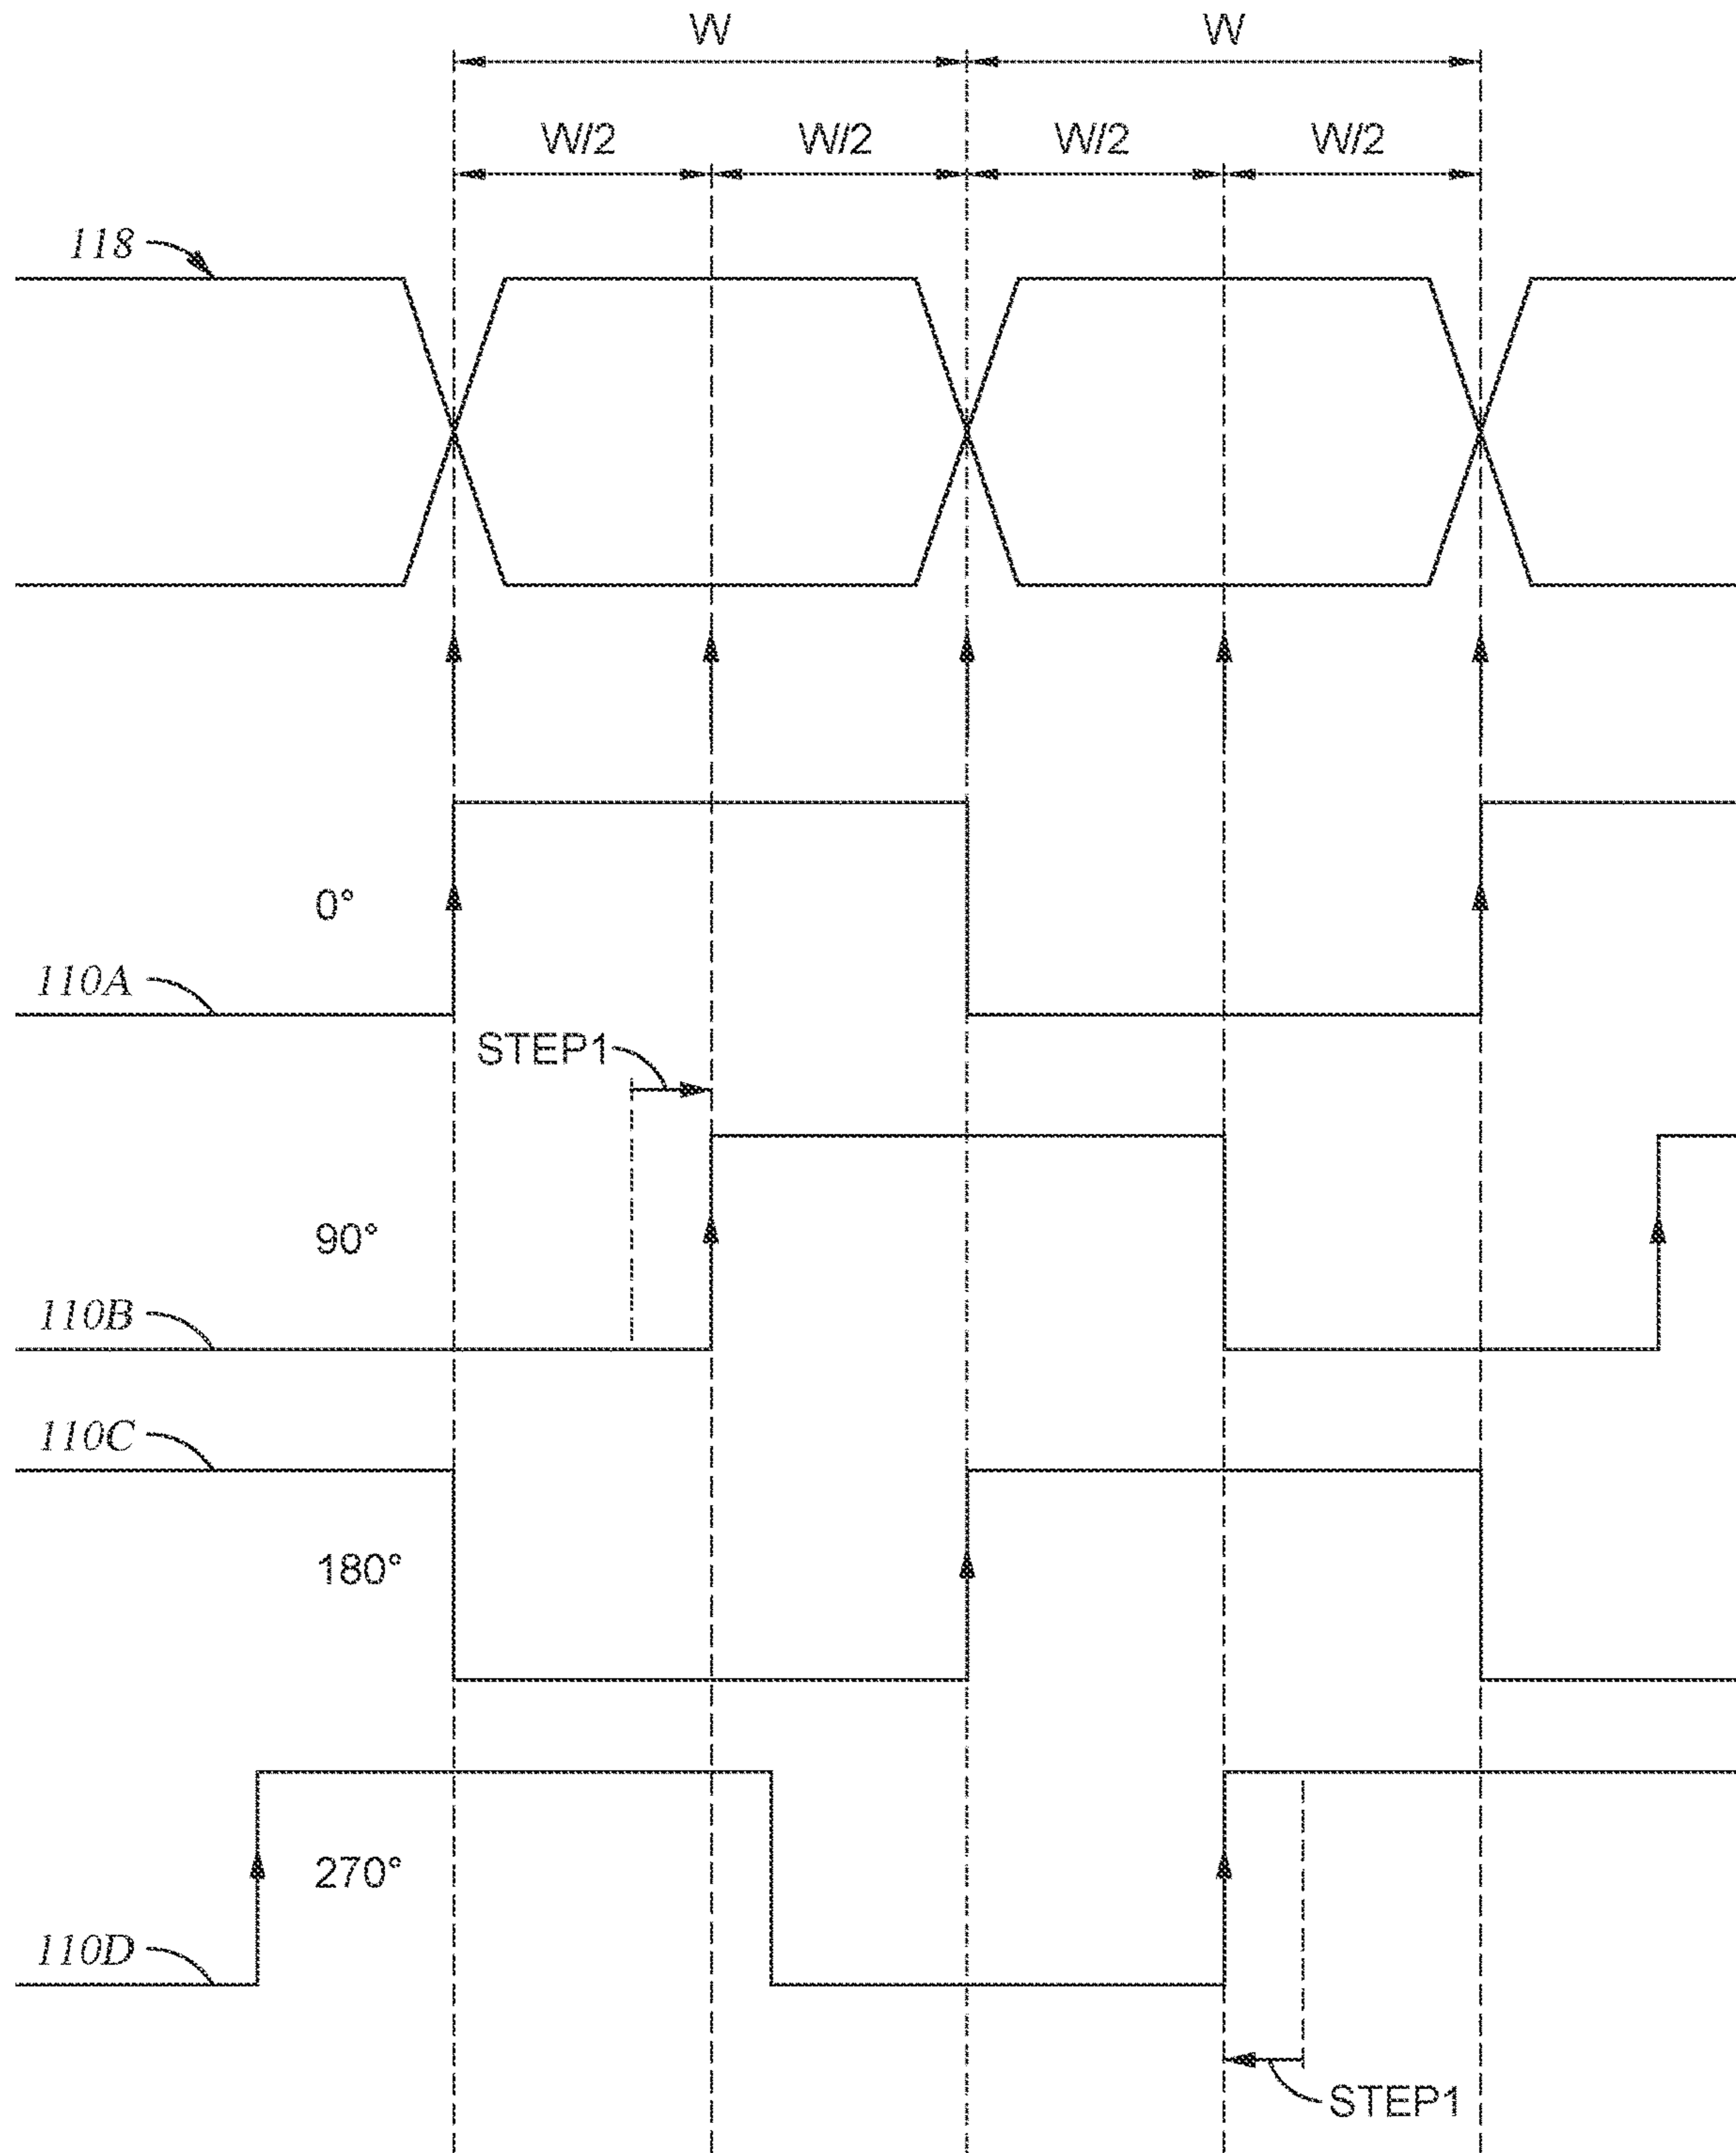 W W
W/2 W/2 W/2 W/2
118
0°
110A
STEP1
90°
110B
110C
180°
270°
110D
STEP1